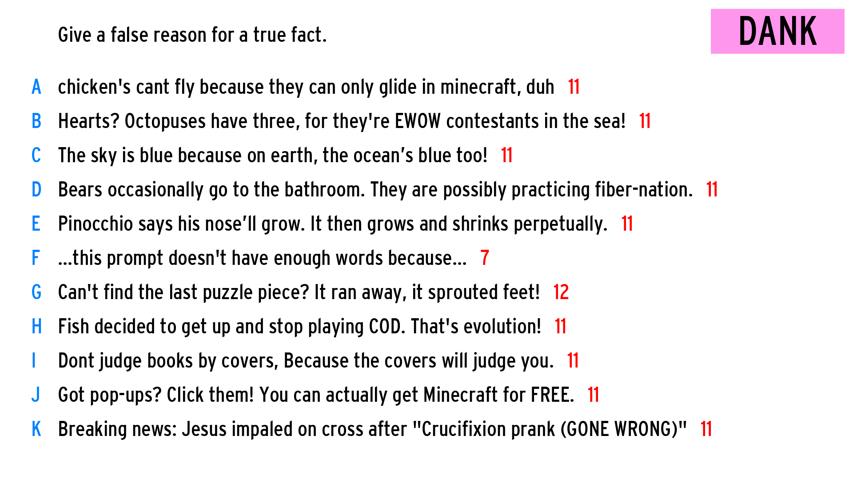 Give a false reason for a true fact.
DANK
A chicken's cant fly because they can only glide in minecraft, duh 11
B Hearts? Octopuses have three, for they're EWOW contestants in the sea! 11
C The sky is blue because on earth, the ocean’s blue too! 11
D Bears occasionally go to the bathroom. They are possibly practicing fiber-nation. 11
E Pinocchio says his nose’ll grow. It then grows and shrinks perpetually. 11
F ...this prompt doesn't have enough words because... 7
G Can't find the last puzzle piece? It ran away, it sprouted feet! 12
H Fish decided to get up and stop playing COD. That's evolution! 11
I Dont judge books by covers, Because the covers will judge you. 11
J Got pop-ups? Click them! You can actually get Minecraft for FREE. 11
K Breaking news: Jesus impaled on cross after "Crucifixion prank (GONE WRONG)" 11